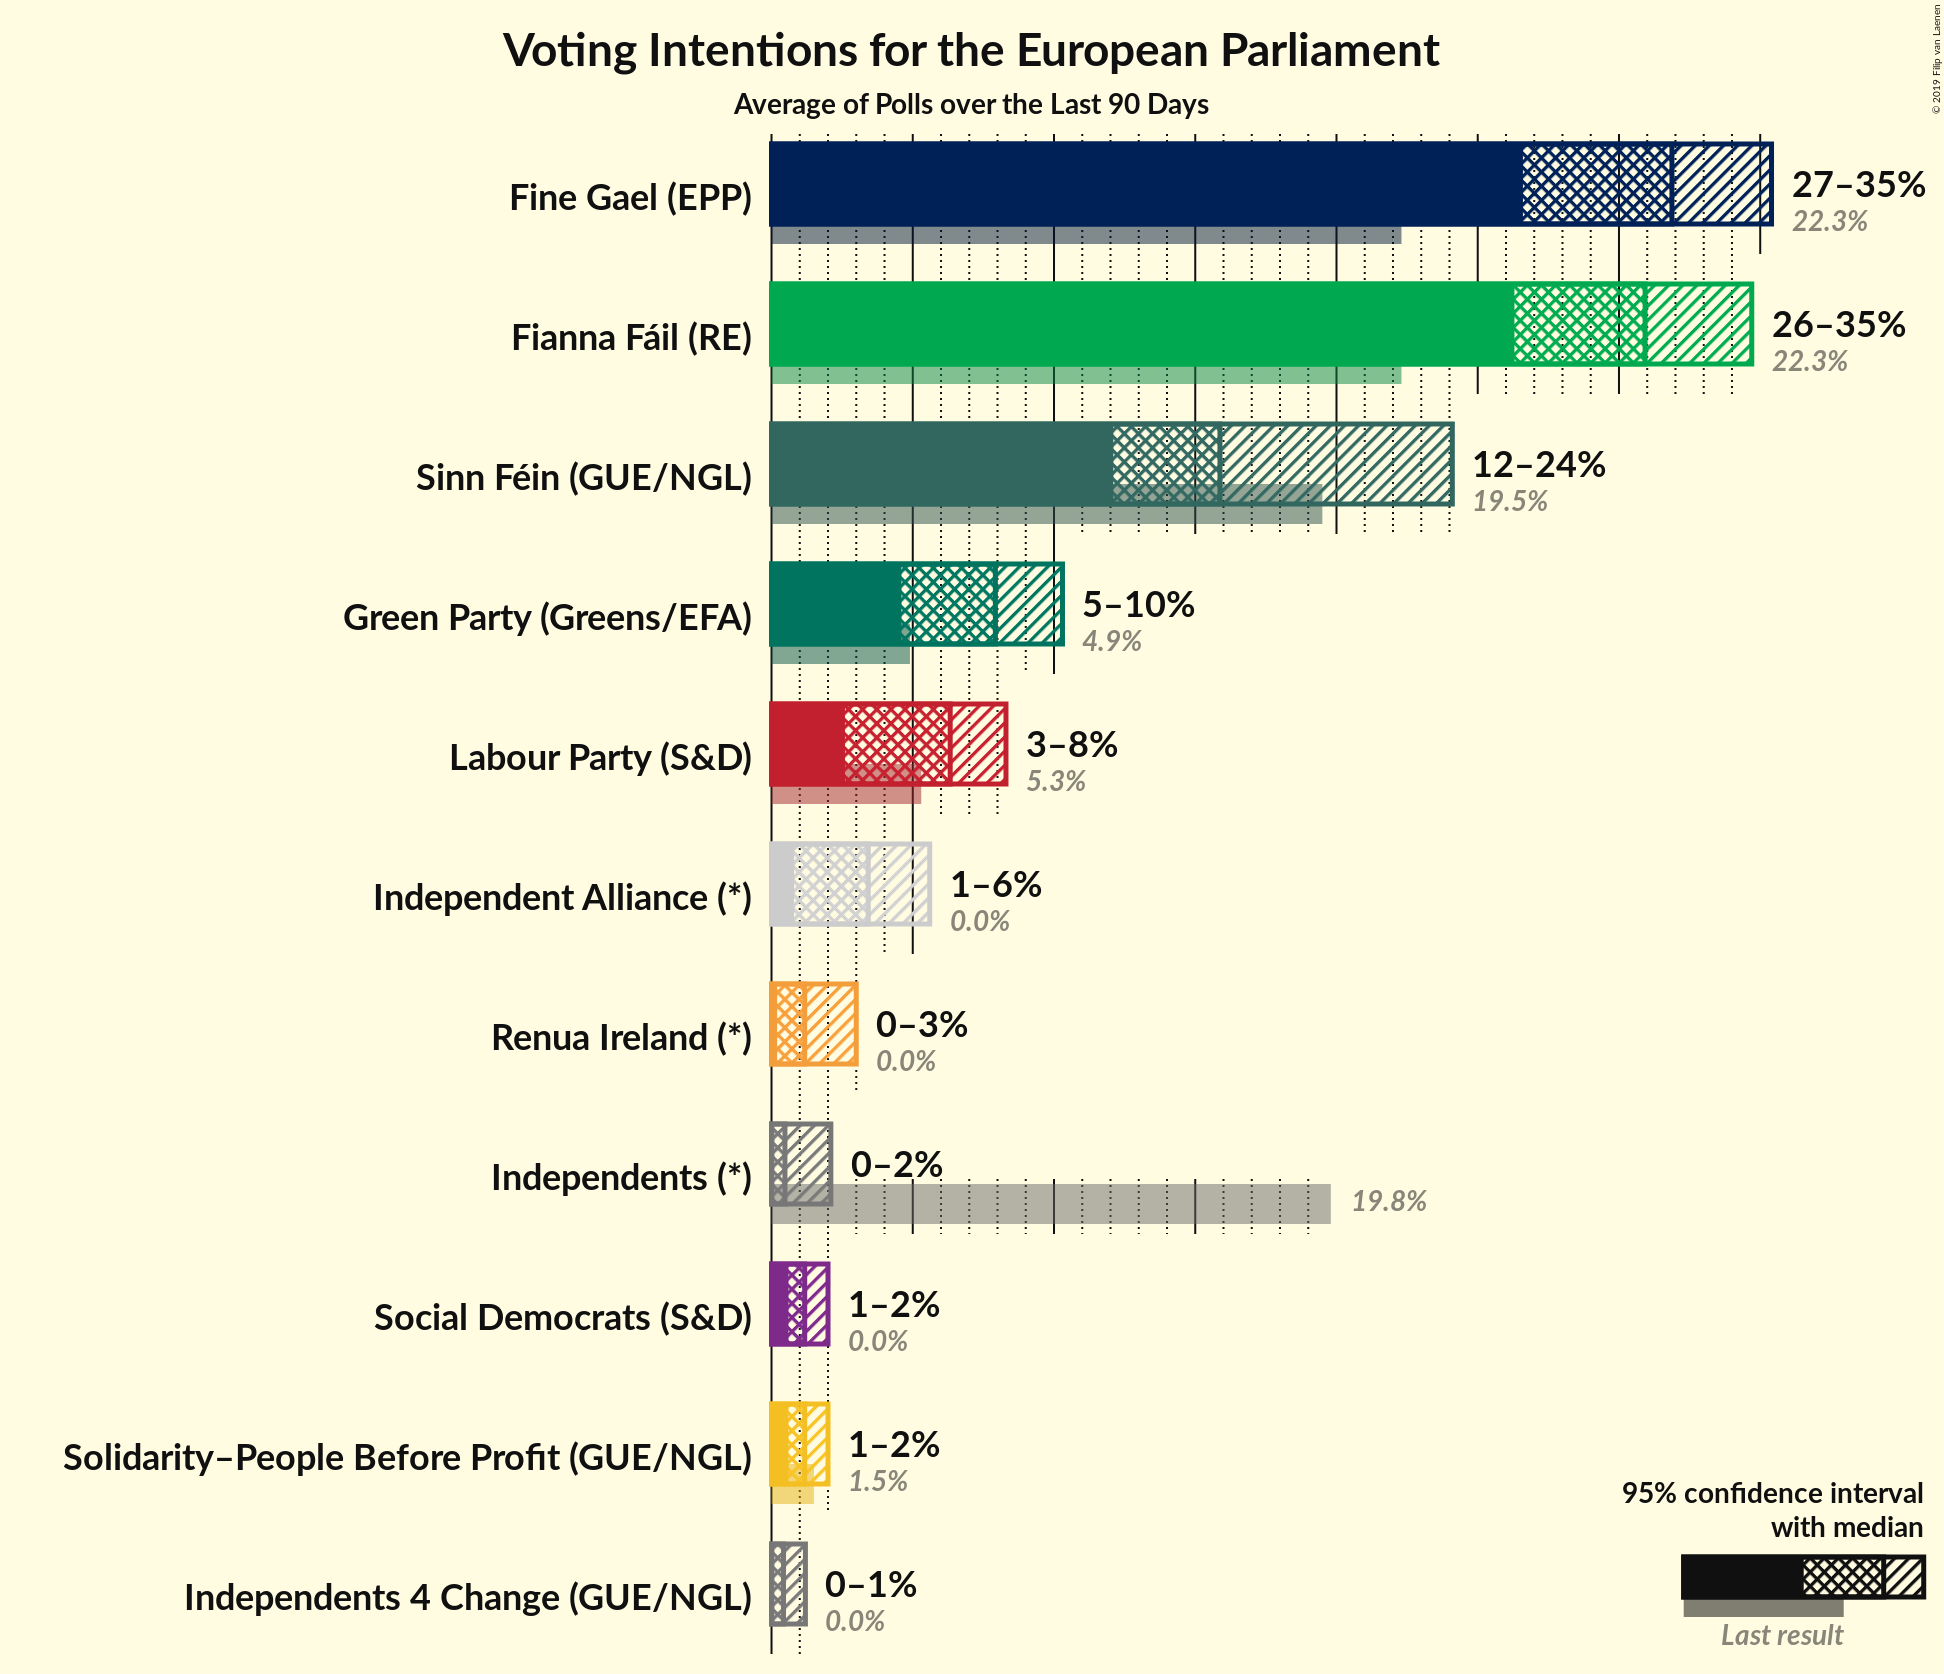 Voting Intentions for the European Parliament
Average of Polls over the Last 90 Days
© 2019 Filip van Laenen
Fine Gael (EPP)
27–35%
22.3%
Fianna Fáil (RE)
26–35%
22.3%
Sinn Féin (GUE/NGL)
12–24%
19.5%
Green Party (Greens/EFA)
5–10%
4.9%
Labour Party (S&D)
3–8%
5.3%
Independent Alliance (*)
1–6%
0.0%
Renua Ireland (*)
0–3%
0.0%
Independents (*)
0–2%
19.8%
Social Democrats (S&D)
1–2%
0.0%
Solidarity–People Before Profit (GUE/NGL)
1–2%
1.5%
Independents 4 Change (GUE/NGL)
0–1%
0.0%
95% confidence interval
with median
Last result